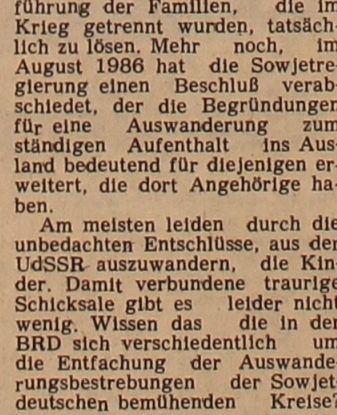 führung der Familien, die im
Krieg getrennt wurden, tatsäch-
lich zu lösen. Mehr noch, im
August 1986 hat die Sowjetre-
gierung einen Beschluß verab-
schiedet, der die Begründungen
für eine Auswanderung zum
ständigen Aufenthalt ins Aus-
land bedeutend für diejenigen er-
weitert, die dort Angehörige ha-
ben.
Am meisten leiden durch die
unbedachten Entschlüsse, aus der
UdSSR auszuwandern, die Kin-
der. Damit verbundene traurige
Schicksale gibt es leider nicht
wenig. Wissen das die in der
BRD sich verschiedentlich um
die Entfachung der Auswande-
rungsbestrebungen der Sowjet-
deutschen bemühenden Kreise?